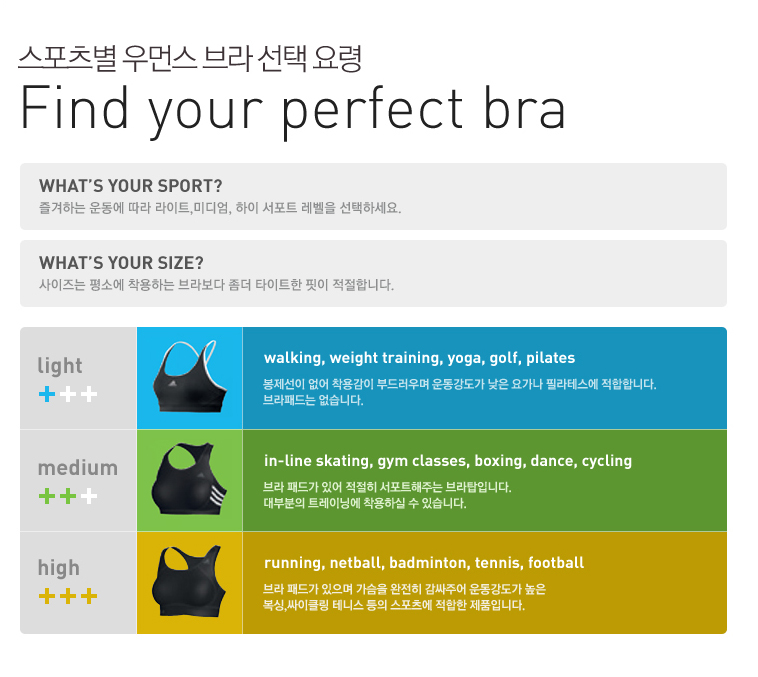 스포츠별 우먼스 브라 선택 요령
Find your perfect bra
WHAT'S YOUR SPORT?
즐겨하는 운동에 따라 라이트,미디엄, 하이 서포트 레벨을 선택하세요.
WHAT'S YOUR SIZE?
사이즈는 평소에 착용하는 브라보다 좀더 타이트한 핏이 적절합니다.
light
walking, weight training, yoga, golf, pilates
봉제선이 없어 착용감이 부드러우며 운동강도가 낮은 요가나 필라테스에 적합합니다.
브라패드는 없습니다.
medium
in-line skating, gym classes, boxing, dance, cycling
브라 패드가 있어 적절히 서포트해주는 브라탑입니다.
대부분의 트레이닝에 착용하실 수 있습니다.
high
running, netball, badminton, tennis, football
브라 패드가 있으며 가슴을 완전히 감싸주어 운동강도가 높은
복싱,싸이클링 테니스 등의 스포츠에 적합한 제품입니다.